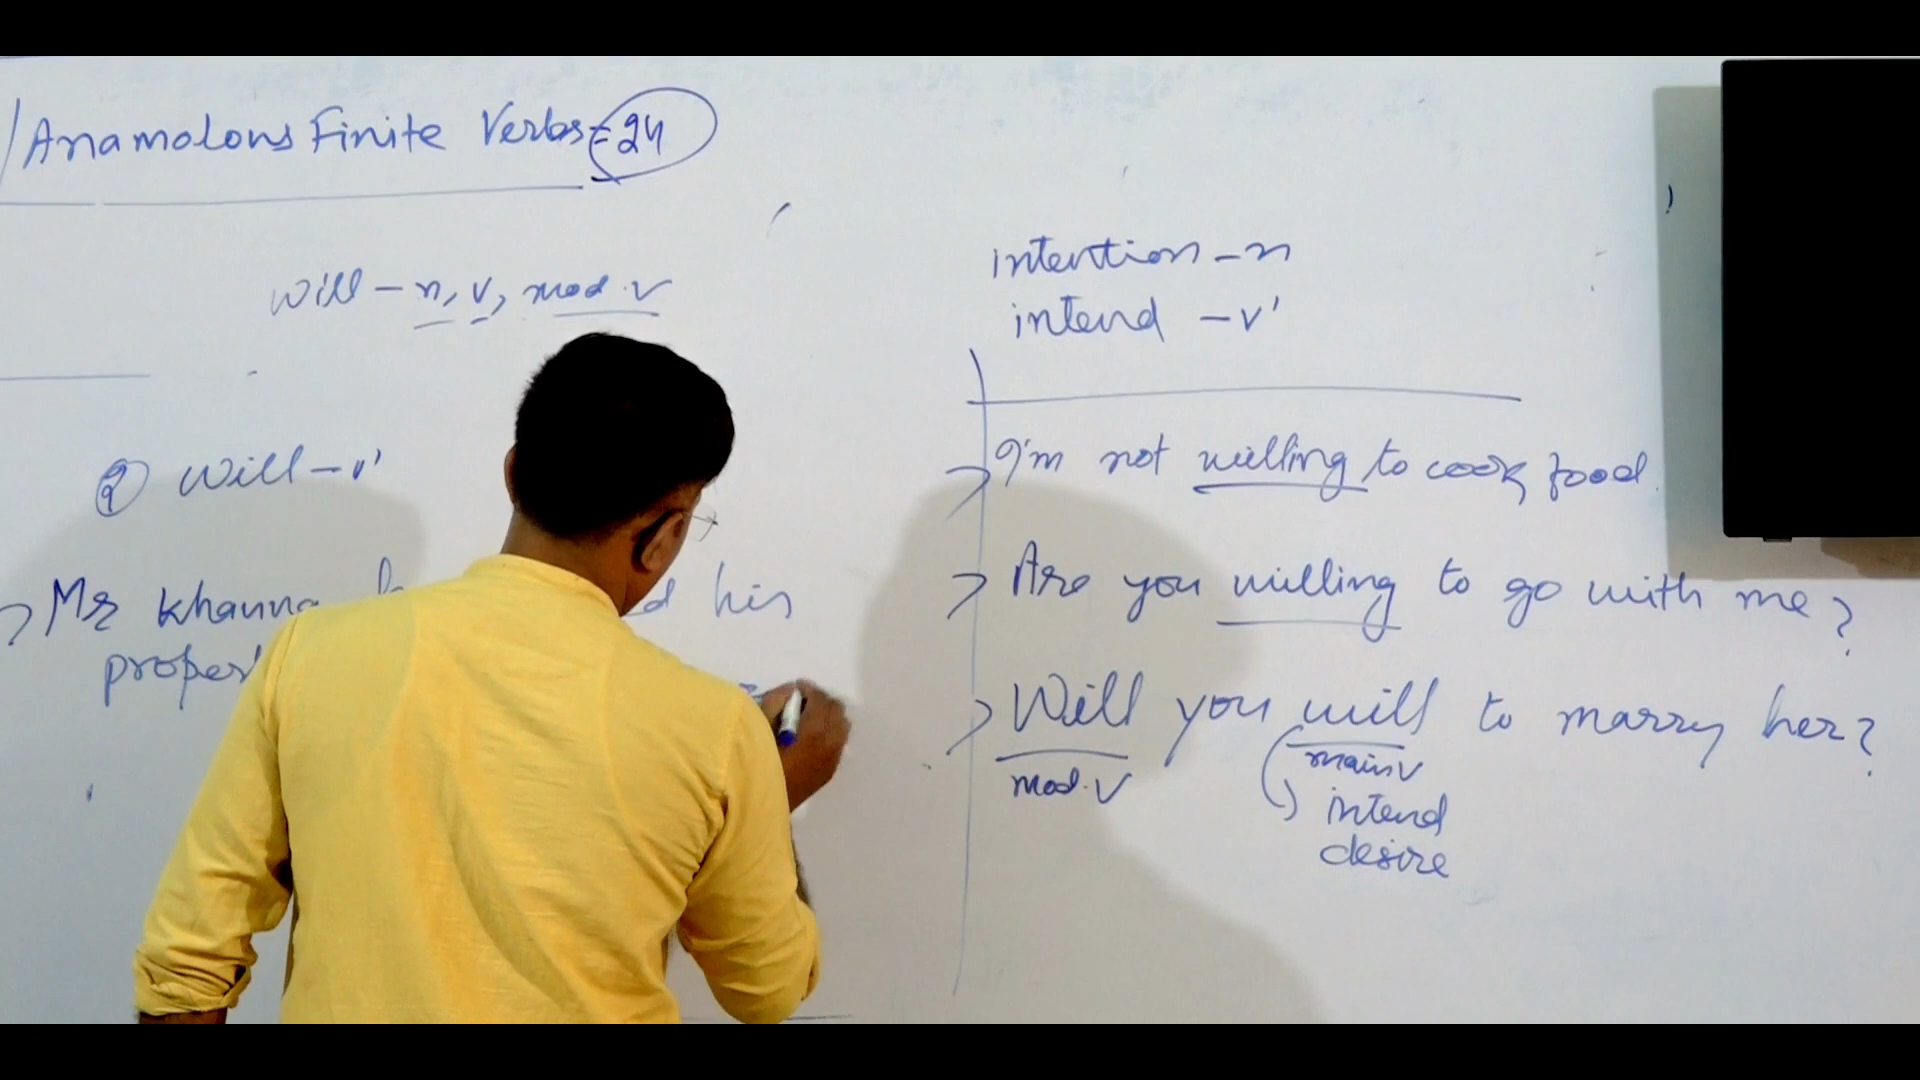 Anamolous Finite Verbs = 24
will - n, v, mod. v
② will - v'
> Mr khanna his
intention - n
intend - v'
> I'm not willing to cook food.
> Are you willing to go with me?
> Will you will to marry her?
mod. v
main v
intend
desire